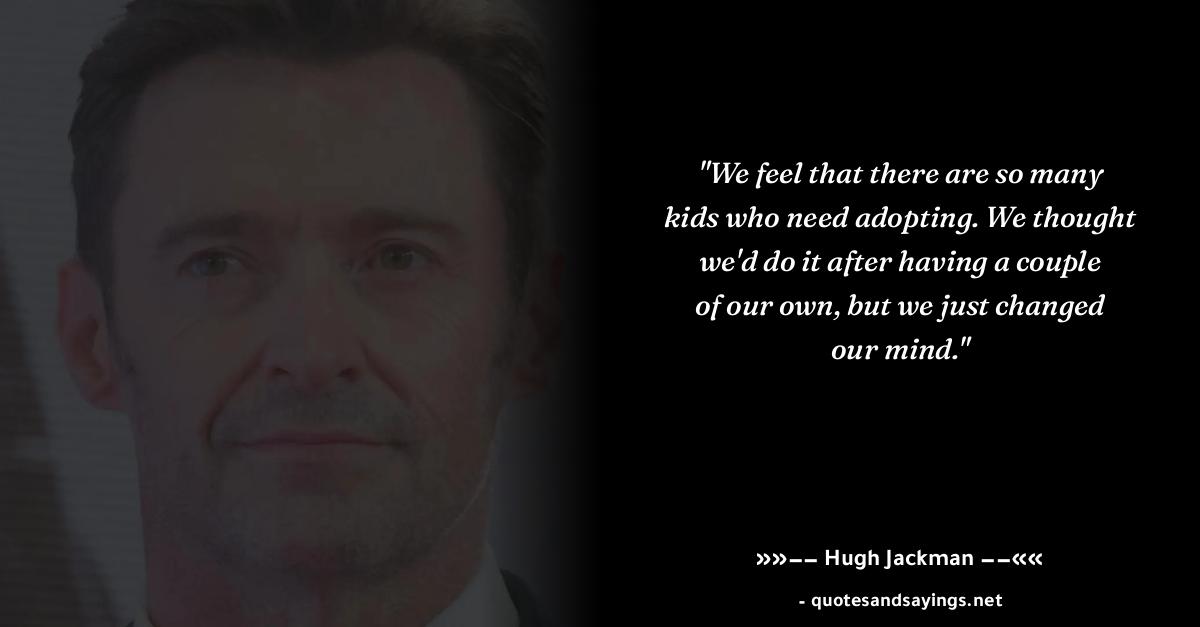 "We feel that there are so many
kids who need adopting. We thought
we'd do it after having a couple
of our own, but we just changed
our mind."
»»−− Hugh Jackman −−««
- quotesandsayings.net